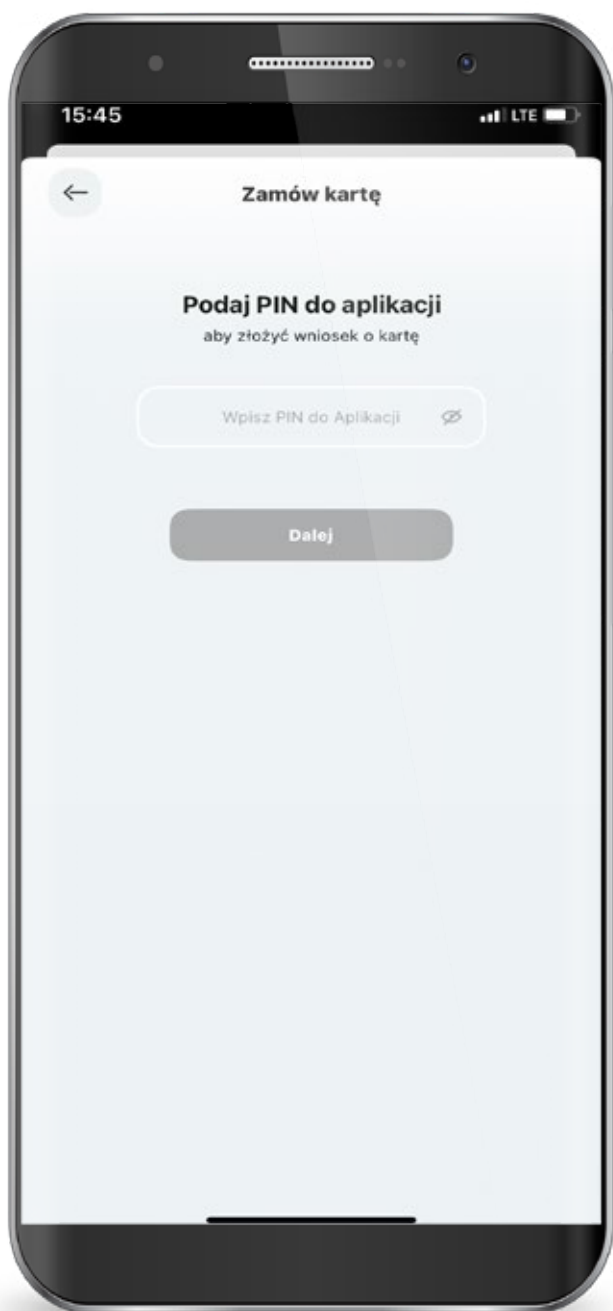 15:45
LTE
Zamów kartę
Podaj PIN do aplikacji
aby złożyć wniosek o kartę
Wpisz PIN do Aplikacji
Dalej